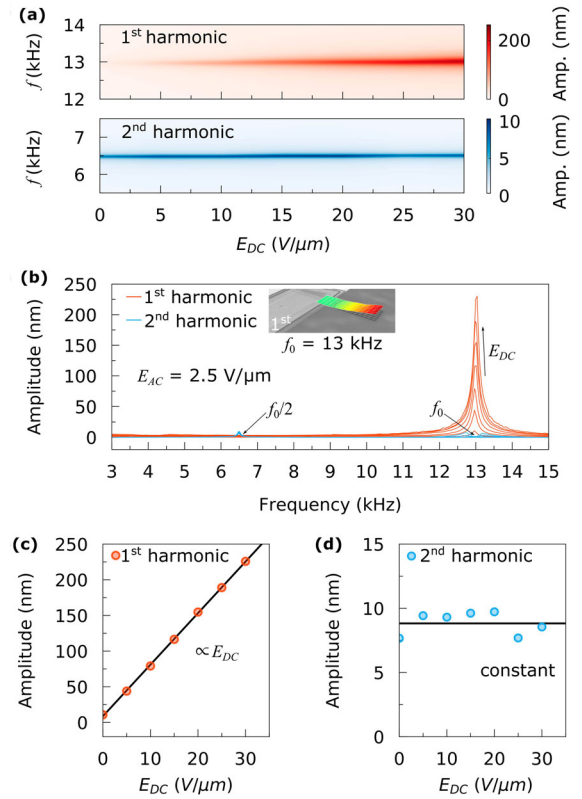 (a)
14
1st harmonic
13
12
f (kHz)
250
0
Amp. (nm)
2nd harmonic
7
6
f (kHz)
10
5
0
Amp. (nm)
0 5 10 15 20 25 30
EDC (V/µm)
(b)
250
200
150
100
50
0
Amplitude (nm)
1st harmonic
2nd harmonic
1st
f0 = 13 kHz
EAC = 2.5 V/µm
EDC
f0/2
f0
3 4 5 6 7 8 9 10 11 12 13 14 15
Frequency (kHz)
(c)
250
200
150
100
50
0
Amplitude (nm)
1st harmonic
∝EDC
0 10 20 30
EDC (V/µm)
(d)
15
10
5
0
Amplitude (nm)
2nd harmonic
constant
0 10 20 30
EDC (V/µm)